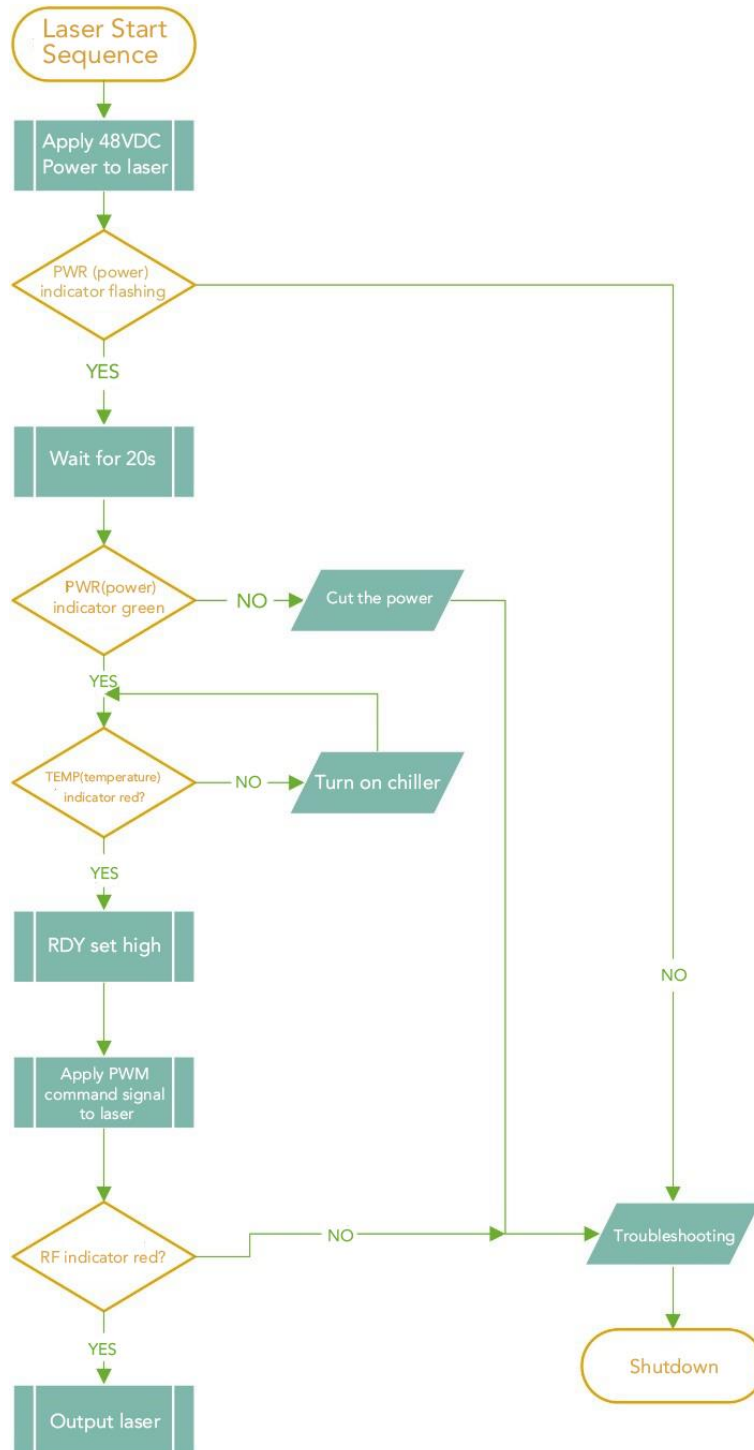 Laser Start
Sequence
Apply 48VDC
Power to laser
PWR (power)
indicator flashing
YES
Wait for 20s
PWR(power)
indicator green
NO
Cut the power
YES
TEMP(temperature)
indicator red?
NO
Turn on chiller
YES
RDY set high
NO
Apply PWM
command signal
to laser
RF indicator red?
NO
Troubleshooting
YES
Shutdown
Output laser